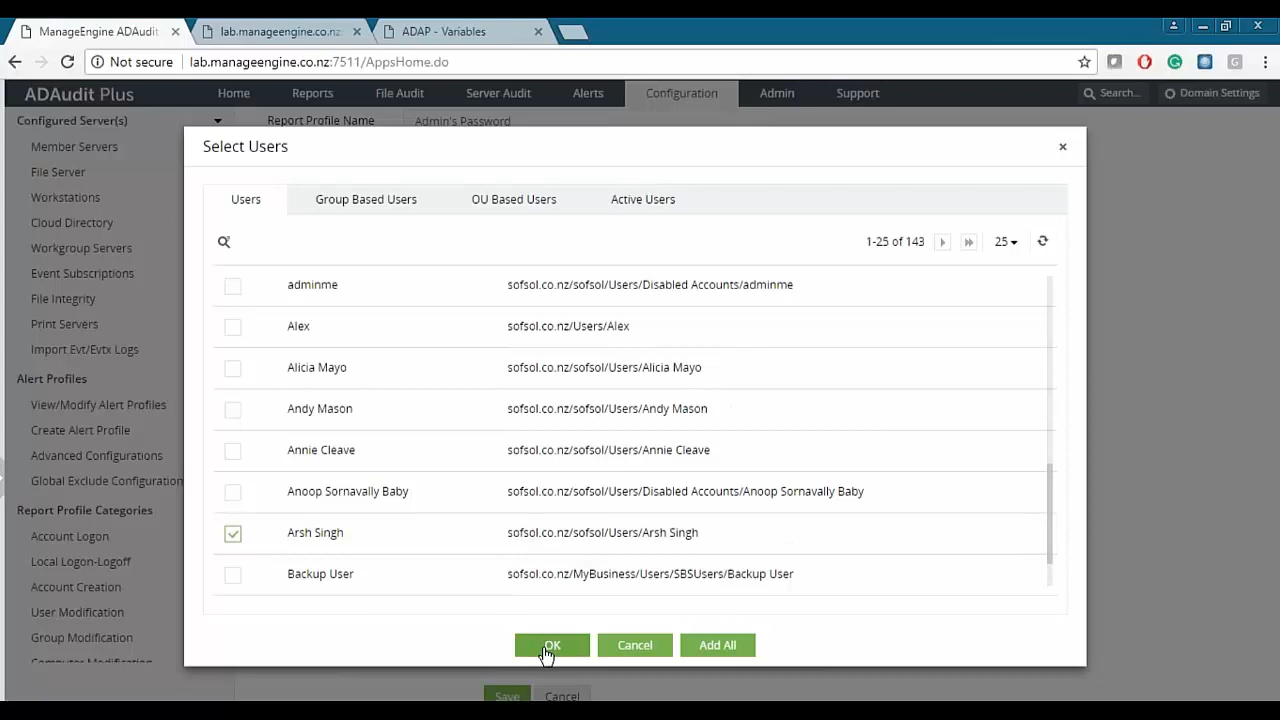 ManageEngine ADAudit
lab.manageengine.co.nz:
ADAP - Variables
Not secure
lab.manageengine.co.nz:7511/AppsHome.do
ADAudit Plus
Home
Reports
File Audit
Server Audit
Alerts
Configuration
Admin
Support
Search...
Domain Settings
Configured Server(s)
Member Servers
File Server
Workstations
Cloud Directory
Workgroup Servers
Event Subscriptions
File Integrity
Print Servers
Import Evt/Evtx Logs
Alert Profiles
View/Modify Alert Profiles
Create Alert Profile
Advanced Configurations
Global Exclude Configuration
Report Profile Categories
Account Logon
Local Logon-Logoff
Account Creation
User Modification
Group Modification
Computer Modification
Report Profile Name
Admin's Password
Select Users
Users
Group Based Users
OU Based Users
Active Users
1-25 of 143
25
adminme sofsol.co.nz/sofsol/Users/Disabled Accounts/adminme
Alex sofsol.co.nz/Users/Alex
Alicia Mayo sofsol.co.nz/sofsol/Users/Alicia Mayo
Andy Mason sofsol.co.nz/sofsol/Users/Andy Mason
Annie Cleave sofsol.co.nz/sofsol/Users/Annie Cleave
Anoop Sornavally Baby sofsol.co.nz/sofsol/Users/Disabled Accounts/Anoop Sornavally Baby
Arsh Singh sofsol.co.nz/sofsol/Users/Arsh Singh
Backup User sofsol.co.nz/MyBusiness/Users/SBSUsers/Backup User
OK
Cancel
Add All
Save
Cancel